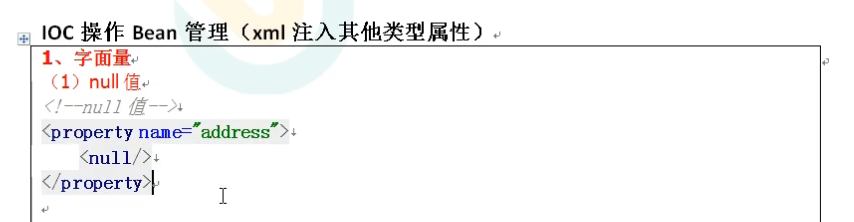 IOC 操作 Bean 管理（xml 注入其他类型属性）
1、字面量
（1）null 值
<!--null 值-->
<property name="address">
<null/>
</property>